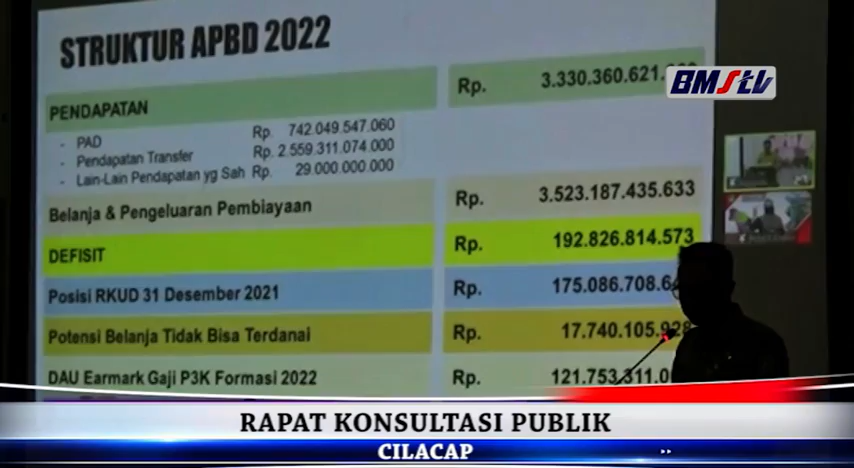 STRUKTUR APBD 2022
PENDAPATAN Rp. 3.330.360.621.
BMStv
- PAD Rp. 742.049.547.060
- Pendapatan Transfer Rp. 2.559.311.074.000
- Lain-Lain Pendapatan yg Sah Rp. 29.000.000.000
Belanja & Pengeluaran Pembiayaan Rp. 3.523.187.435.633
DEFISIT Rp. 192.826.814.573
Posisi RKUD 31 Desember 2021 Rp. 175.086.708.6
Potensi Belanja Tidak Bisa Terdanai Rp. 17.740.105.928
DAU Earmark Gaji P3K Formasi 2022 Rp. 121.753.311.0
RAPAT KONSULTASI PUBLIK
CILACAP